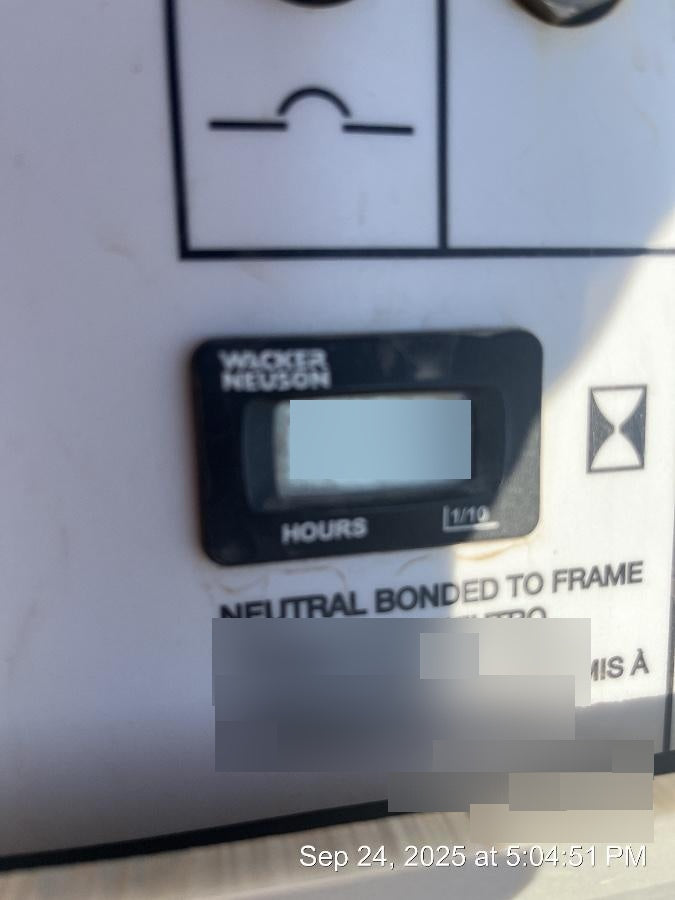 WACKER
NEUSON
HOURS
1/10
NEUTRAL BONDED TO FRAME
MIS À
Sep 24, 2025 at 5:04:51 PM